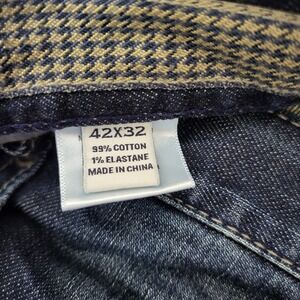 42X32
99% COTTON
1% ELASTANE
MADE IN CHINA